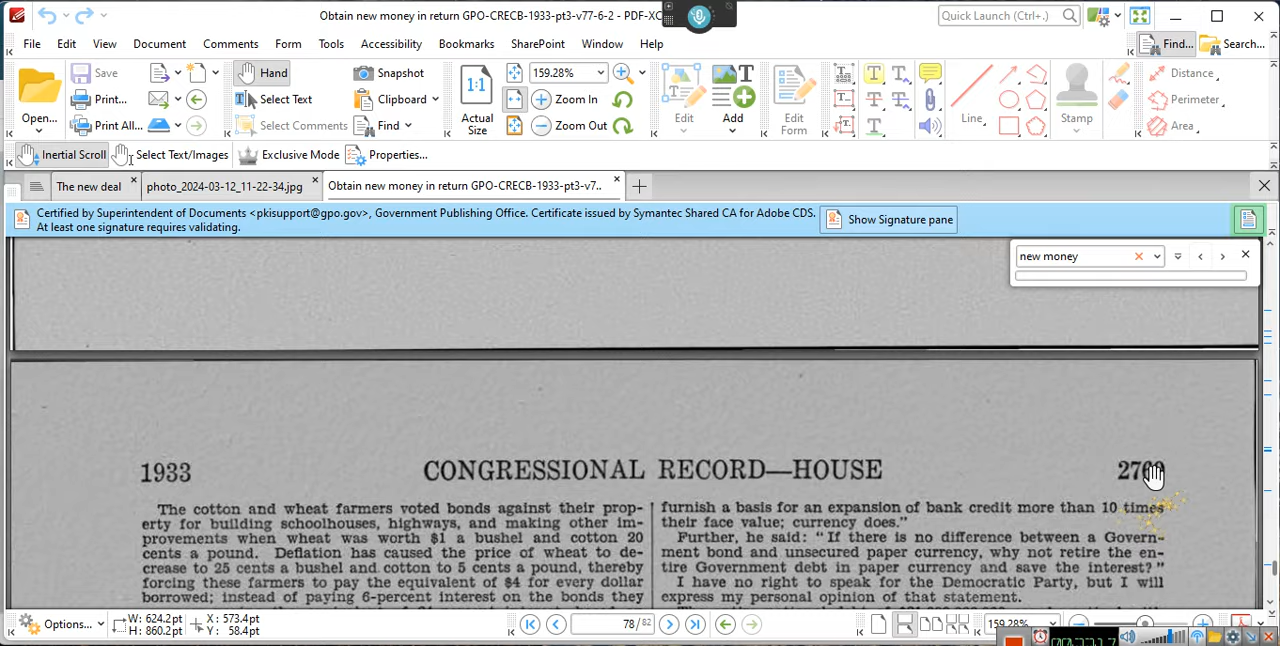 Obtain new money in return GPO-CRECB-1933-pt3-v77-6-2 - PDF-XC
Quick Launch (Ctrl+.)
File Edit View Document Comments Form Tools Accessibility Bookmarks SharePoint Window Help
Find... Search...
Open...
Save
Print...
Print All...
Hand
Select Text
Select Comments
Snapshot
Clipboard
Find
1:1
Actual
Size
159.28%
Zoom In
Zoom Out
Edit
Add
Edit
Form
Line
Stamp
Distance
Perimeter
Area
Inertial Scroll Select Text/Images Exclusive Mode Properties...
The new deal photo_2024-03-12_11-22-34.jpg Obtain new money in return GPO-CRECB-1933-pt3-v7..
Certified by Superintendent of Documents <pkisupport@gpo.gov>, Government Publishing Office. Certificate issued by Symantec Shared CA for Adobe CDS.
At least one signature requires validating.
Show Signature pane
new money
1933 CONGRESSIONAL RECORD—HOUSE
The cotton and wheat farmers voted bonds against their prop-
erty for building schoolhouses, highways, and making other im-
provements when wheat was worth $1 a bushel and cotton 20
cents a pound. Deflation has caused the price of wheat to de-
crease to 25 cents a bushel and cotton to 5 cents a pound, thereby
forcing these farmers to pay the equivalent of $4 for every dollar
borrowed; instead of paying 6-percent interest on the bonds they
furnish a basis for an expansion of bank credit more than 10 times
their face value; currency does."
Further, he said: "If there is no difference between a Govern-
ment bond and unsecured paper currency, why not retire the en-
tire Government debt in paper currency and save the interest?"
I have no right to speak for the Democratic Party, but I will
express my personal opinion of that statement.
Options...
W: 624.2pt
H: 860.2pt
X: 573.4pt
Y: 58.4pt
78 / 82
159.28%